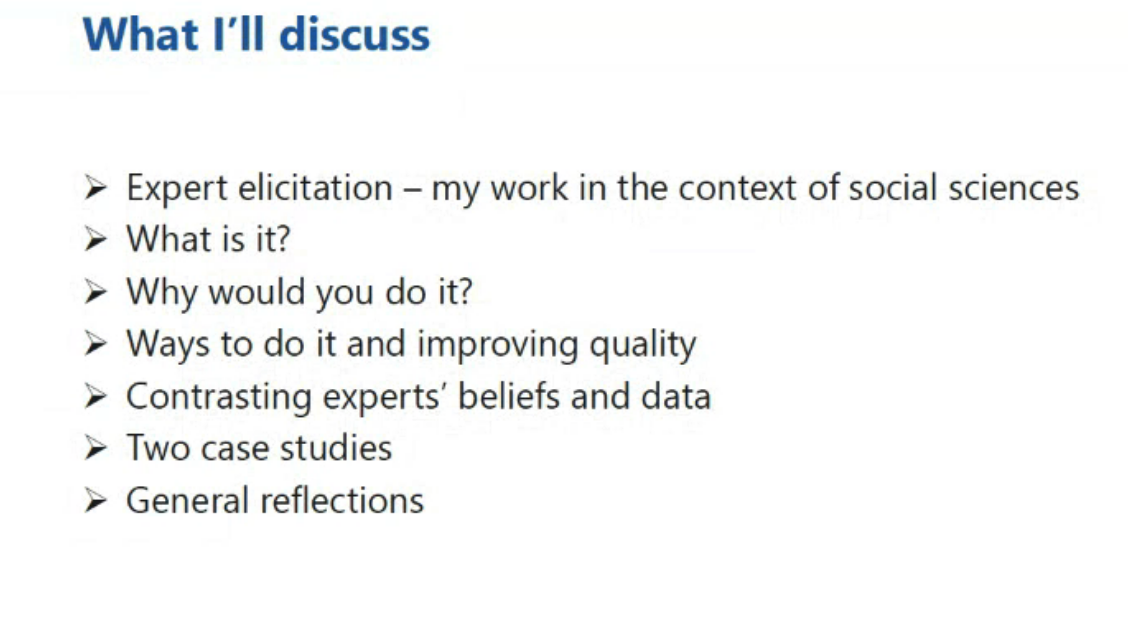 What I’ll discuss
Expert elicitation – my work in the context of social sciences
What is it?
Why would you do it?
Ways to do it and improving quality
Contrasting experts’ beliefs and data
Two case studies
General reflections